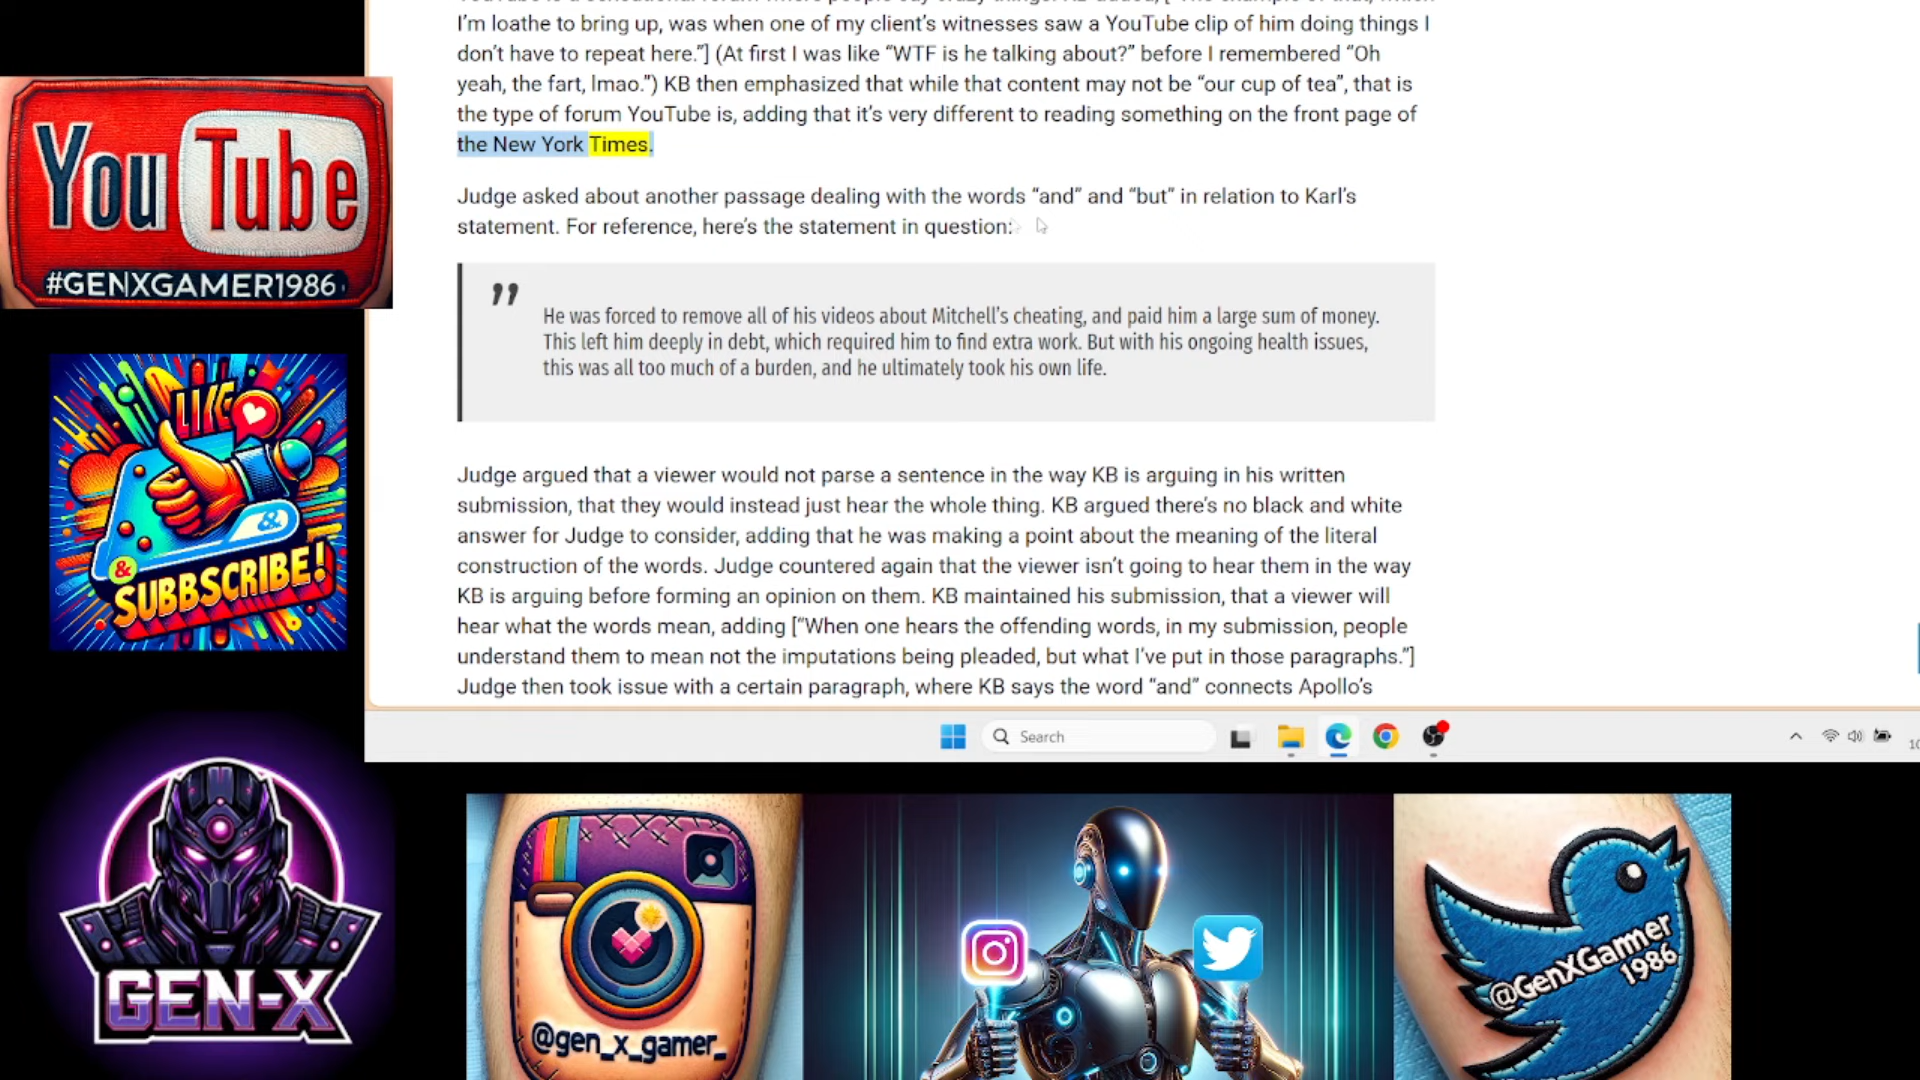 I'm loathe to bring up, was when one of my client's witnesses saw a YouTube clip of him doing things I
don't have to repeat here."] (At first I was like "WTF is he talking about?" before I remembered "Oh
yeah, the fart, lmao.") KB then emphasized that while that content may not be "our cup of tea", that is
the type of forum YouTube is, adding that it's very different to reading something on the front page of
the New York Times.
Judge asked about another passage dealing with the words "and" and "but" in relation to Karl's
statement. For reference, here's the statement in question:
He was forced to remove all of his videos about Mitchell's cheating, and paid him a large sum of money.
This left him deeply in debt, which required him to find extra work. But with his ongoing health issues,
this was all too much of a burden, and he ultimately took his own life.
Judge argued that a viewer would not parse a sentence in the way KB is arguing in his written
submission, that they would instead just hear the whole thing. KB argued there's no black and white
answer for Judge to consider, adding that he was making a point about the meaning of the literal
construction of the words. Judge countered again that the viewer isn't going to hear them in the way
KB is arguing before forming an opinion on them. KB maintained his submission, that a viewer will
hear what the words mean, adding ["When one hears the offending words, in my submission, people
understand them to mean not the imputations being pleaded, but what I've put in those paragraphs."]
Judge then took issue with a certain paragraph, where KB says the word "and" connects Apollo's
Search
YouTube
#GENXGAMER1986
LIKE
&
& SUBBSCRIBE!
GEN-X
@gen_x_gamer_
@GenXGamer
1986